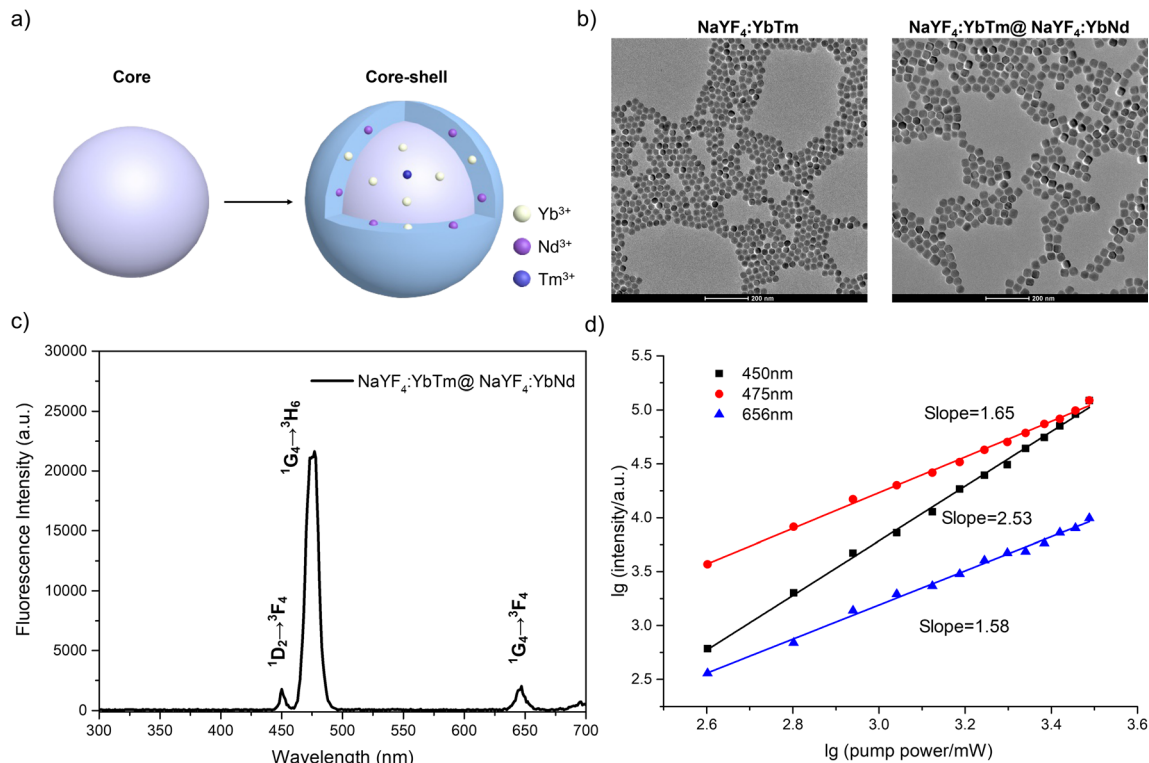 a)
Core
Core-shell
Yb³⁺
Nd³⁺
Tm³⁺
b)
NaYF₄:YbTm
NaYF₄:YbTm@ NaYF₄:YbNd
200 nm
200 nm
c)
NaYF₄:YbTm@ NaYF₄:YbNd
30000
25000
20000
15000
10000
5000
0
Fluorescence Intensity (a.u.)
¹D₂→³F₄
¹G₄→³H₆
¹G₄→³F₄
300 350 400 450 500 550 600 650 700
Wavelength (nm)
d)
450nm
475nm
656nm
Slope=1.65
Slope=2.53
Slope=1.58
5.5
5.0
4.5
4.0
3.5
3.0
2.5
lg (intensity/a.u.)
2.6 2.8 3.0 3.2 3.4 3.6
lg (pump power/mW)